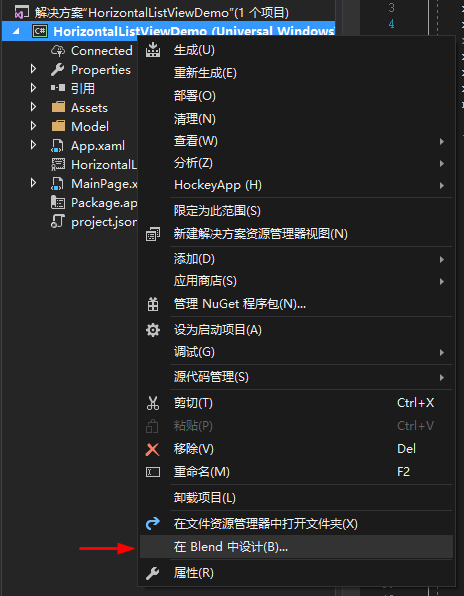 解决方案"HorizontalListViewDemo"(1 个项目)
3
HorizontalListViewDemo (Universal Windows
4
Connected
生成(U)
Properties
重新生成(E)
引用
部署(O)
Assets
清理(N)
Model
查看(W)
App.xaml
分析(Z)
HorizontalL
HockeyApp (H)
MainPage.x
Package.ap
限定为此范围(S)
project.json
新建解决方案资源管理器视图(N)
添加(D)
应用商店(S)
管理 NuGet 程序包(N)...
设为启动项目(A)
调试(G)
源代码管理(S)
剪切(T) Ctrl+X
粘贴(P) Ctrl+V
移除(V) Del
重命名(M) F2
卸载项目(L)
在文件资源管理器中打开文件夹(X)
在 Blend 中设计(B)...
属性(R)